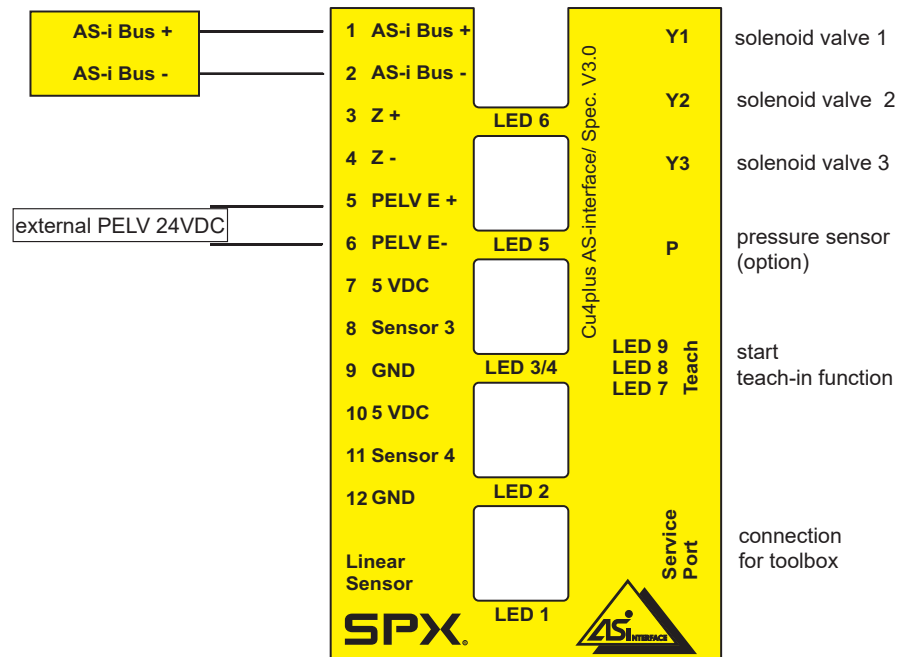 AS-i Bus +
AS-i Bus -
external PELV 24VDC
1 AS-i Bus +
2 AS-i Bus -
3 Z +
4 Z -
5 PELV E +
6 PELV E-
7 5 VDC
8 Sensor 3
9 GND
10 5 VDC
11 Sensor 4
12 GND
Linear
Sensor
SPX.
LED 6
LED 5
LED 3/4
LED 2
LED 1
Cu4plus AS-interface/ Spec. V3.0
Y1
Y2
Y3
P
LED 9
LED 8
LED 7
Teach
Service
Port
ASi INTERFACE
solenoid valve 1
solenoid valve 2
solenoid valve 3
pressure sensor
(option)
start
teach-in function
connection
for toolbox